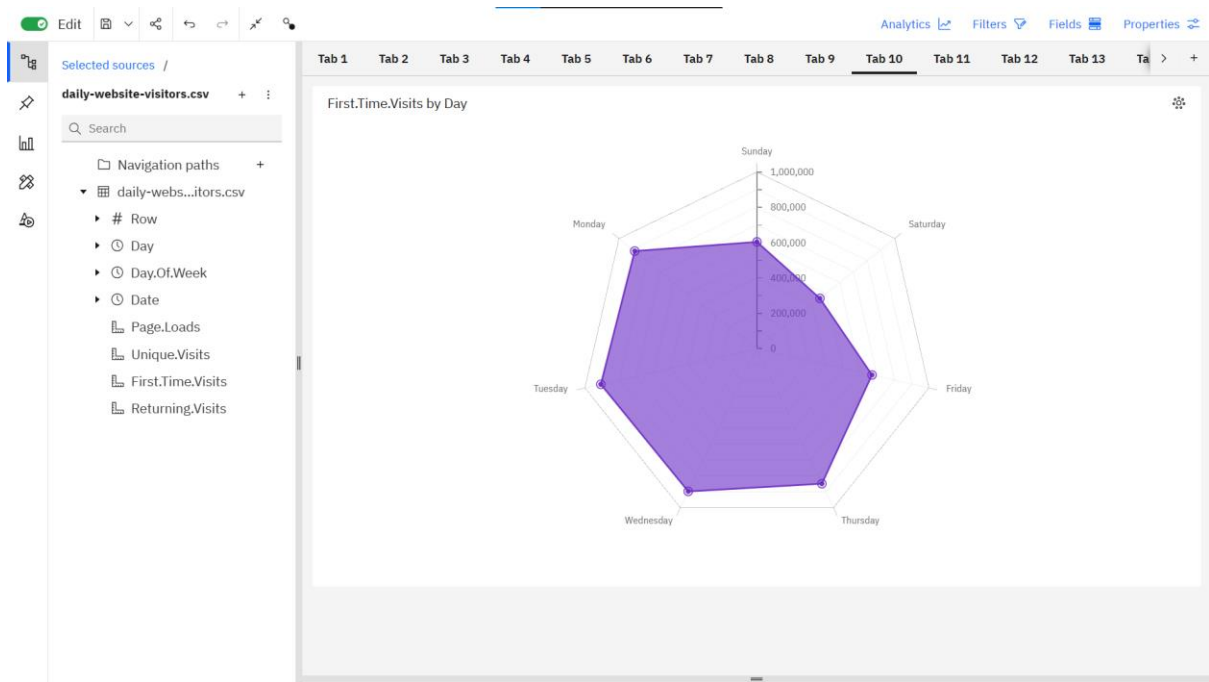 Edit
Analytics
Filters
Fields
Properties
Selected sources /
daily-website-visitors.csv + ⋮
Search
Navigation paths +
daily-webs...itors.csv
# Row
Day
Day.Of.Week
Date
Page.Loads
Unique.Visits
First.Time.Visits
Returning.Visits
Tab 1 Tab 2 Tab 3 Tab 4 Tab 5 Tab 6 Tab 7 Tab 8 Tab 9 Tab 10 Tab 11 Tab 12 Tab 13 Ta > +
First.Time.Visits by Day
Sunday
1,000,000
800,000
Monday
Saturday
600,000
400,000
200,000
0
Tuesday
Friday
Wednesday
Thursday